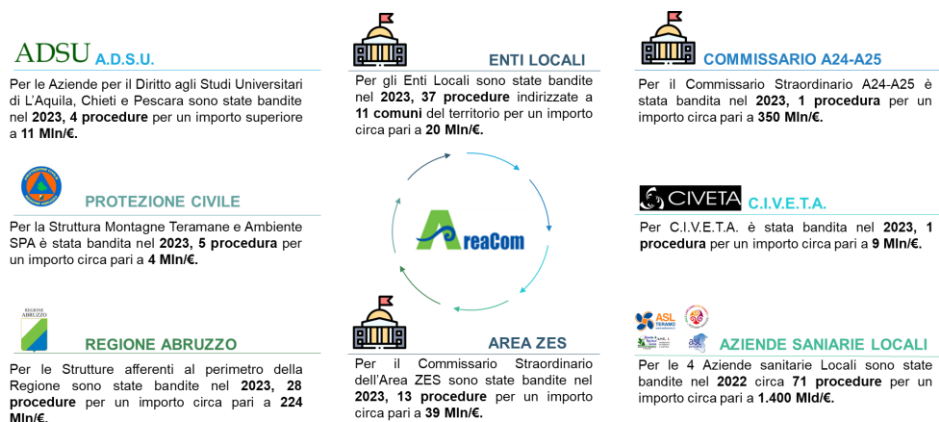 ADSU A.D.S.U.
Per le Aziende per il Diritto agli Studi Universitari
di L'Aquila, Chieti e Pescara sono state bandite
nel 2023, 4 procedure per un importo superiore
a 11 Mln/€.
ENTI LOCALI
Per gli Enti Locali sono state bandite
nel 2023, 37 procedure indirizzate a
11 comuni del territorio per un importo
circa pari a 20 Mln/€.
COMMISSARIO A24-A25
Per il Commissario Straordinario A24-A25 è
stata bandita nel 2023, 1 procedura per un
importo circa pari a 350 Mln/€.
PROTEZIONE CIVILE
Per la Struttura Montagne Teramane e Ambiente
SPA è stata bandita nel 2023, 5 procedura per
un importo circa pari a 4 Mln/€.
AreaCom
CIVETA C.I.V.E.T.A.
Per C.I.V.E.T.A. è stata bandita nel 2023, 1
procedura per un importo circa pari a 9 Mln/€.
REGIONE
ABRUZZO
REGIONE ABRUZZO
Per le Strutture afferenti al perimetro della
Regione sono state bandite nel 2023, 28
procedure per un importo circa pari a 224
Mln/€.
AREA ZES
Per il Commissario Straordinario
dell'Area ZES sono state bandite nel
2023, 13 procedure per un importo
circa pari a 39 Mln/€.
ASL
TERAMO
AZIENDE SANIARIE LOCALI
Per le 4 Aziende sanitarie Locali sono state
bandite nel 2022 circa 71 procedure per un
importo circa pari a 1.400 Mld/€.